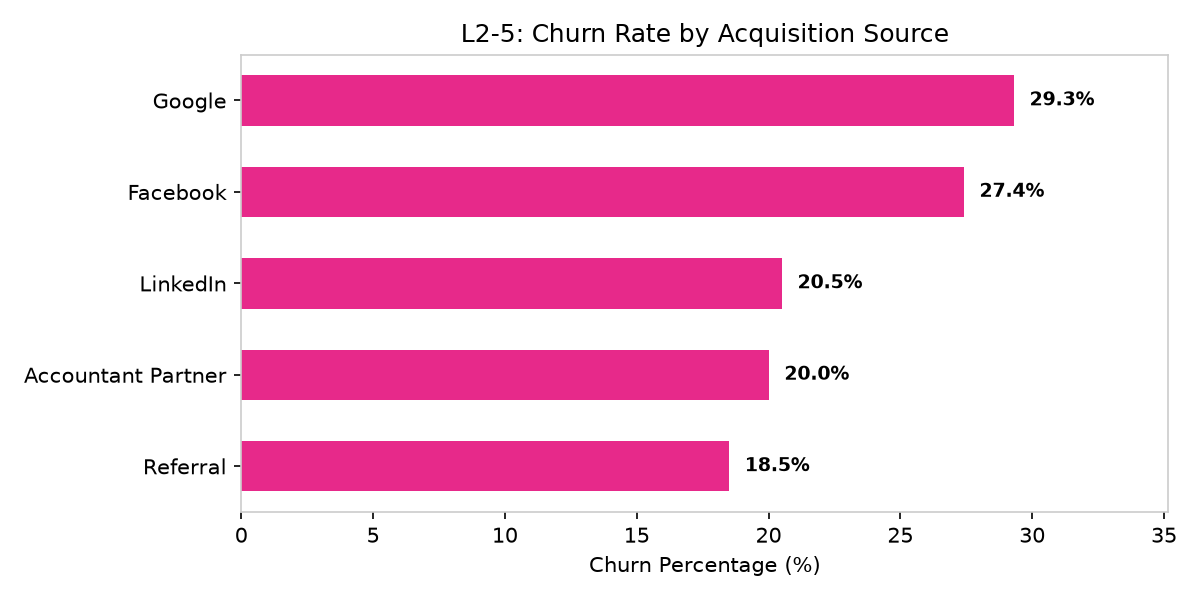 L2-5: Churn Rate by Acquisition Source
Google 29.3%
Facebook 27.4%
LinkedIn 20.5%
Accountant Partner 20.0%
Referral 18.5%
0 5 10 15 20 25 30 35
Churn Percentage (%)